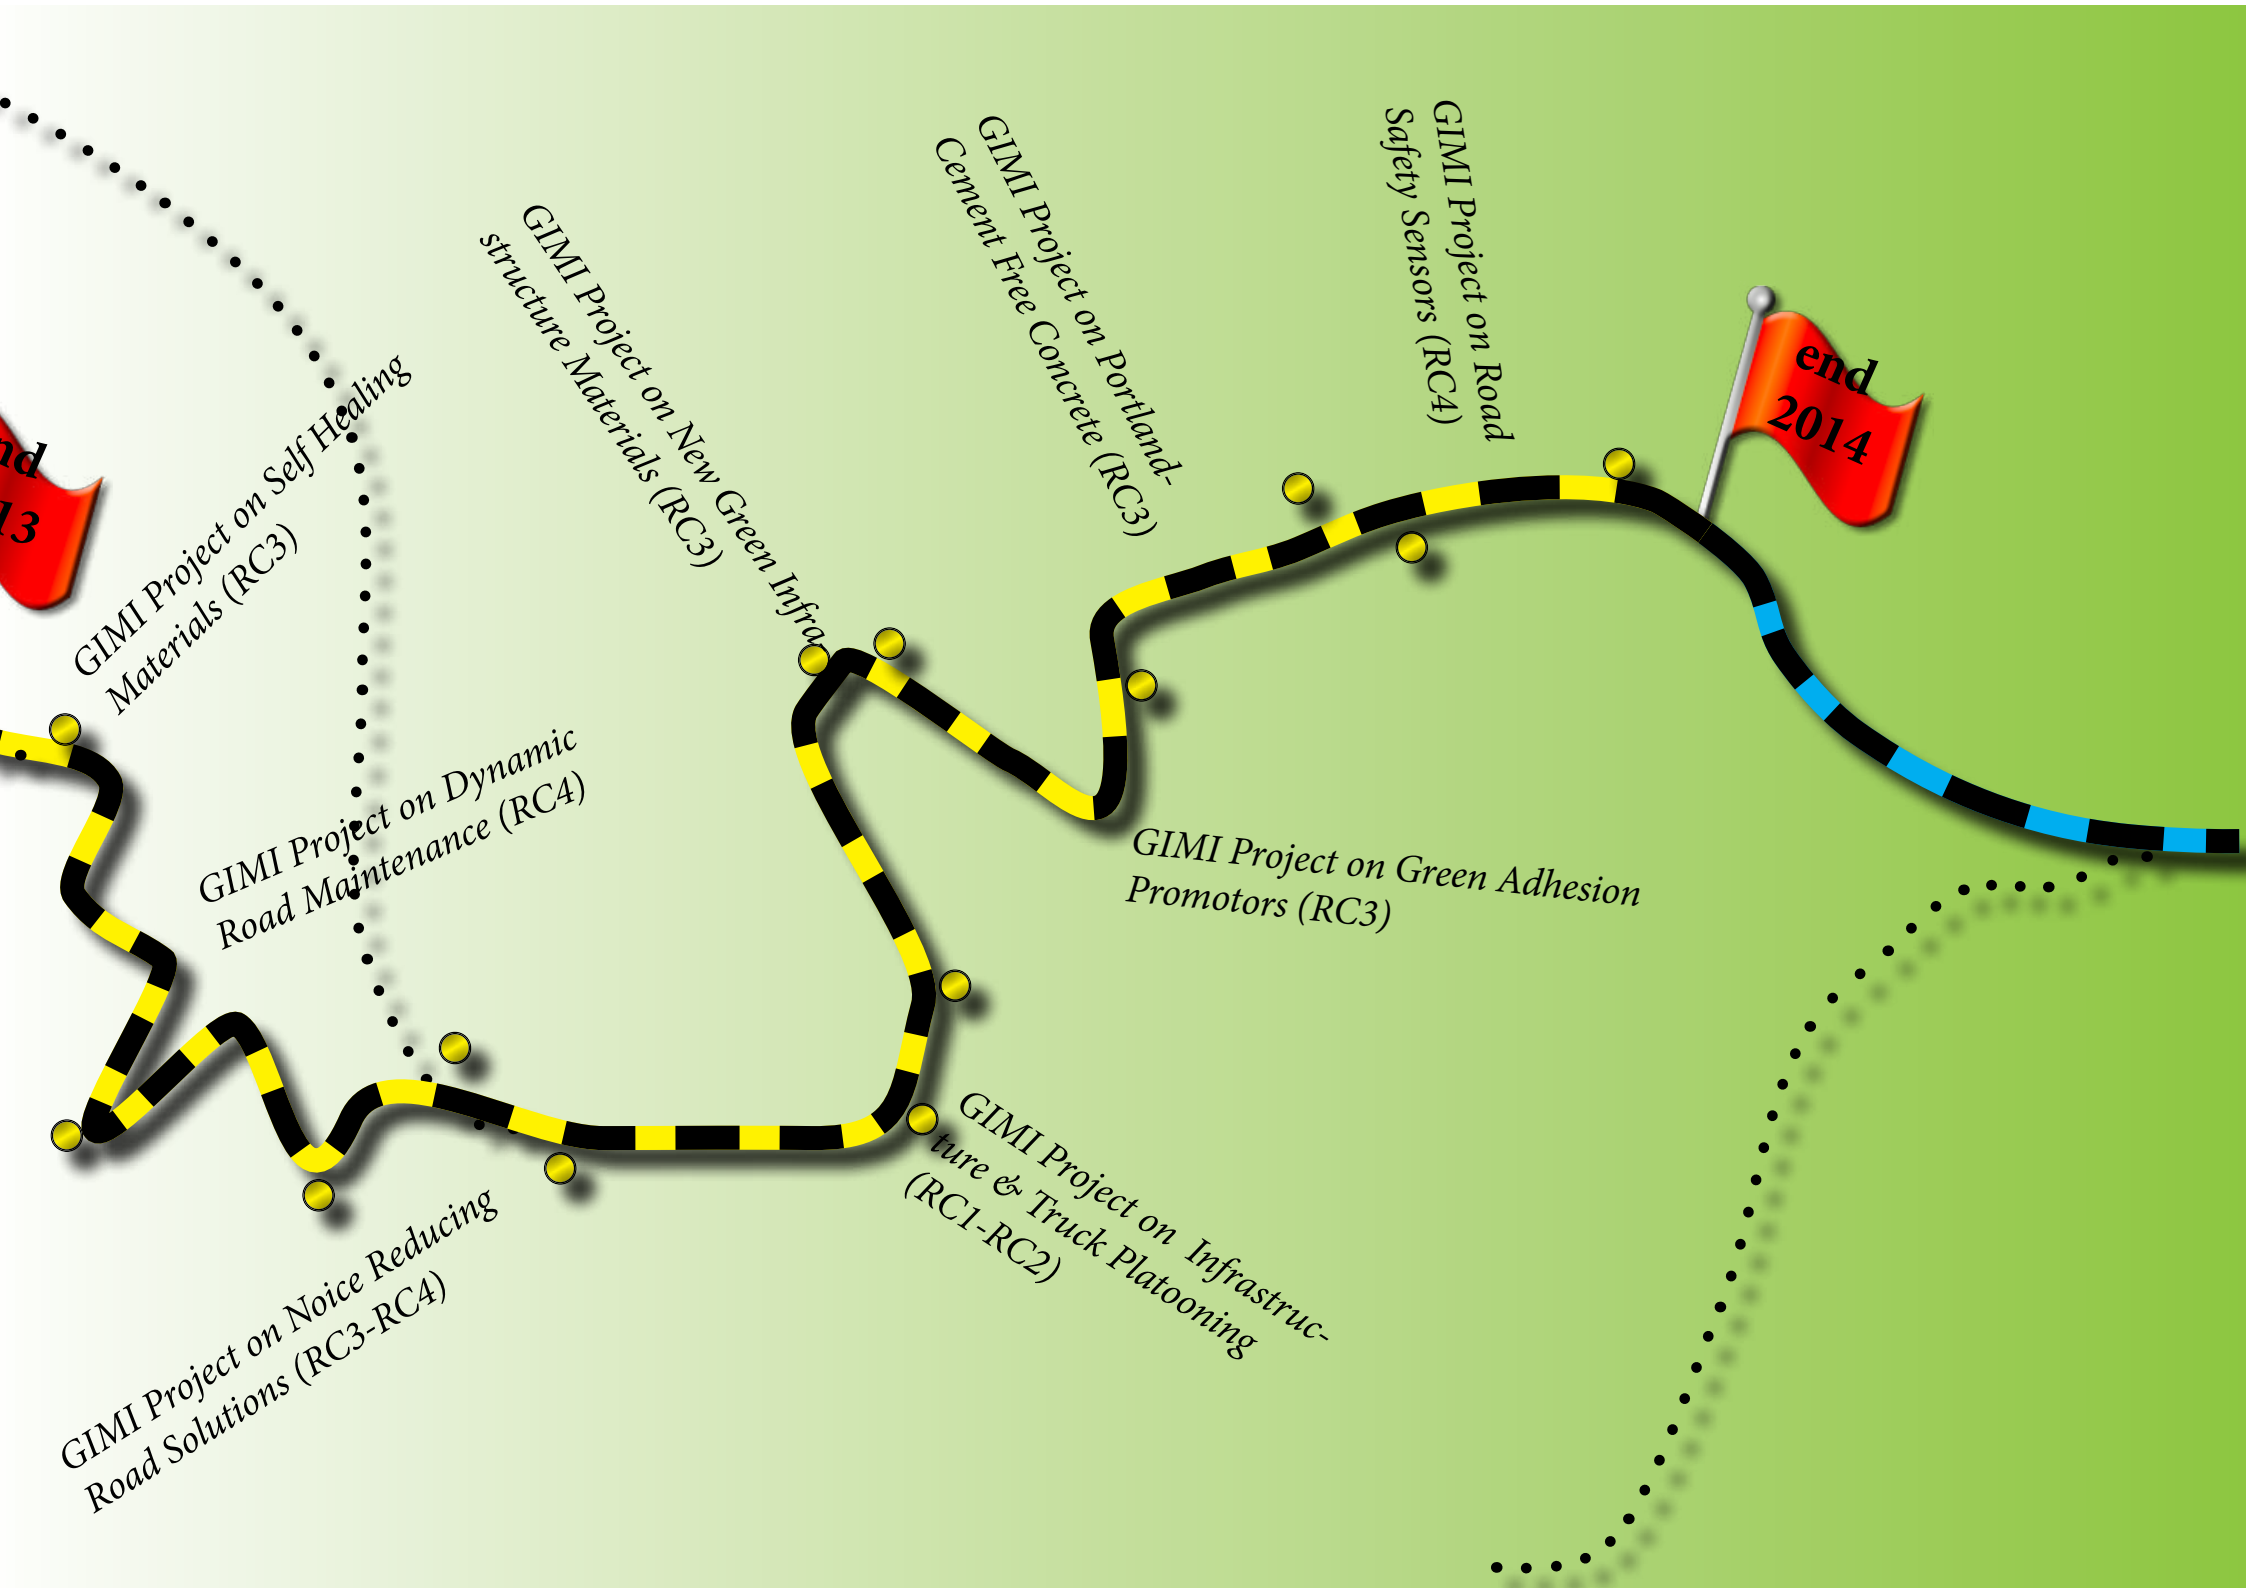 nd
13
GIMI Project on Self Healing
Materials (RC3)
GIMI Project on Dynamic
Road Maintenance (RC4)
GIMI Project on Noice Reducing
Road Solutions (RC3-RC4)
GIMI Project on New Green Infra
structure Materials (RC3)
GIMI Project on Infrastruc-
ture & Truck Platooning
(RC1-RC2)
GIMI Project on Portland-
Cement Free Concrete (RC3)
GIMI Project on Green Adhesion
Promotors (RC3)
GIMI Project on Road
Safety Sensors (RC4)
end
2014